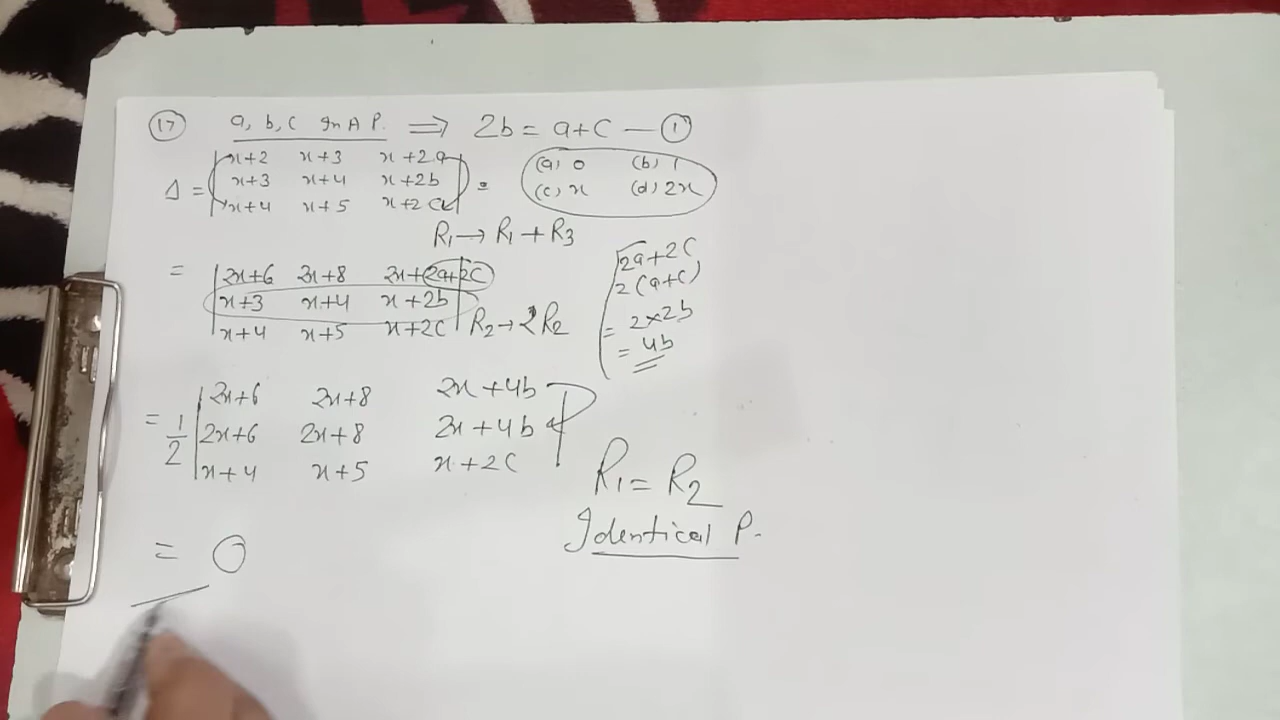 (17) a, b, c In A P. ⇒ 2b = a+c — (1)
Δ = | x+2 x+3 x+2a | = (a) 0 (b) 1
| x+3 x+4 x+2b | (c) x (d) 2x
| x+4 x+5 x+2c |
R₁ → R₁ + R₃
= | 2x+6 2x+8 2x+2a+2c |
| x+3 x+4 x+2b |
| x+4 x+5 x+2c | R₂ → 2R₂
2a+2c
2(a+c)
= 2×2b
= 4b
= 1/2 | 2x+6 2x+8 2x+4b |
| 2x+6 2x+8 2x+4b |
| x+4 x+5 x+2c |
R₁ = R₂
Identical P.
= 0